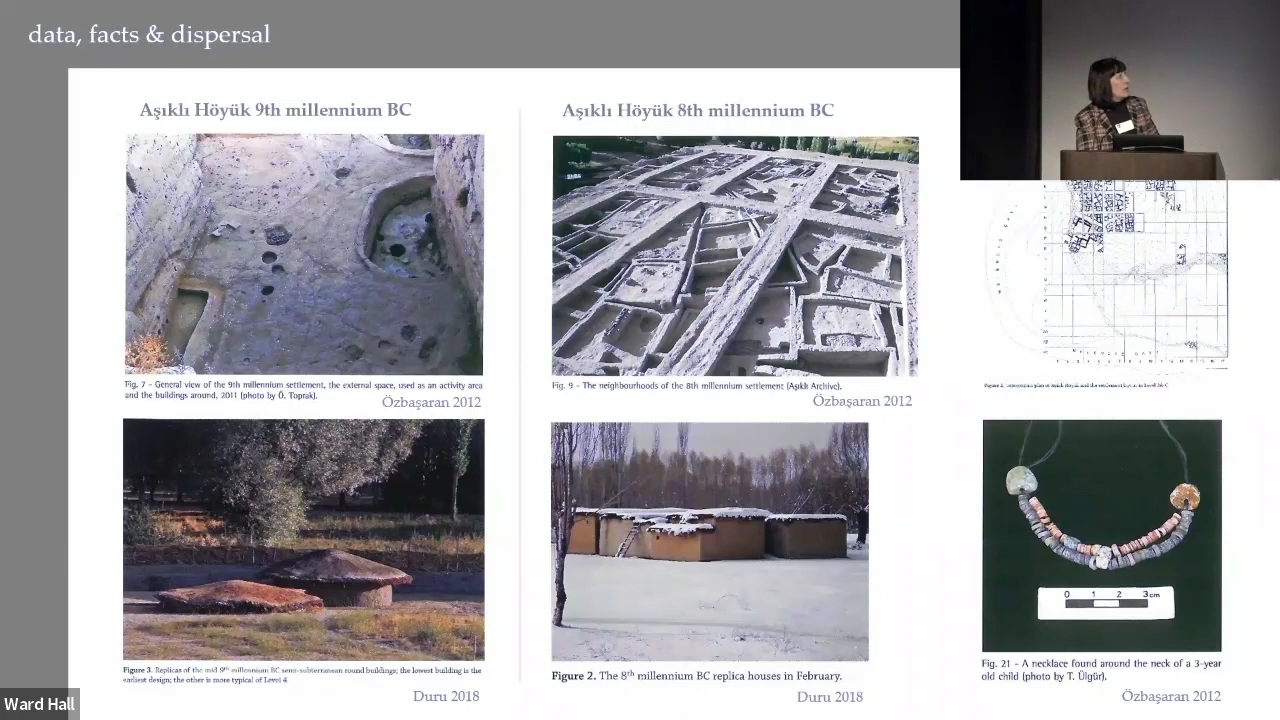 data, facts & dispersal
Aşıklı Höyük 9th millennium BC
Fig. 7 – General view of the 9th millennium settlement, the external space, used as an activity area
and the buildings around, 2011 (photo by Ö. Toprak).
Özbaşaran 2012
Figure 3. Replicas of the mid 9th millennium BC semi-subterranean round buildings; the lowest building is the
earliest design; the other is more typical of Level 4.
Duru 2018
Aşıklı Höyük 8th millennium BC
Fig. 9 – The neighbourhoods of the 8th millennium settlement (Aşıklı Archive).
Özbaşaran 2012
Figure 2. The 8th millennium BC replica houses in February.
Duru 2018
0 1 2 3 cm
Fig. 21 – A necklace found around the neck of a 3-year
old child (photo by T. Ülgür).
Özbaşaran 2012
Ward Hall